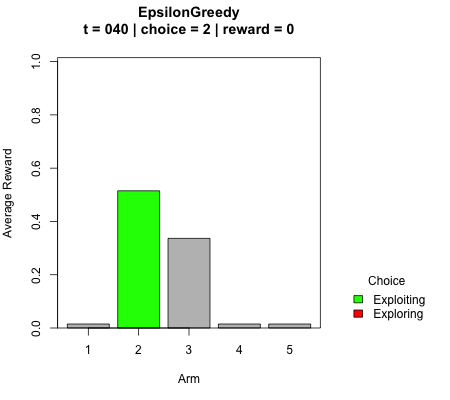 EpsilonGreedy
t = 040 | choice = 2 | reward = 0
1.0
0.8
0.6
0.4
0.2
0.0
Average Reward
1 2 3 4 5
Arm
Choice
Exploiting
Exploring